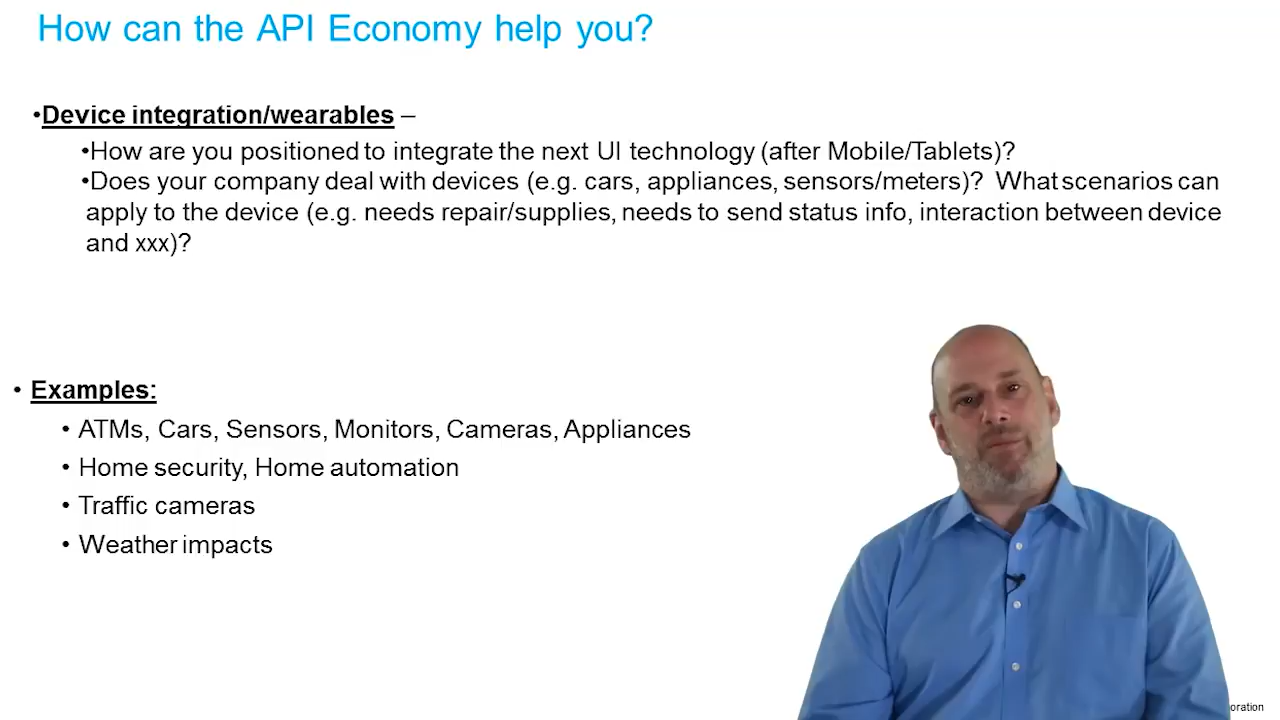 How can the API Economy help you?
•Device integration/wearables –
•How are you positioned to integrate the next UI technology (after Mobile/Tablets)?
•Does your company deal with devices (e.g. cars, appliances, sensors/meters)? What scenarios can
apply to the device (e.g. needs repair/supplies, needs to send status info, interaction between device
and xxx)?
• Examples:
• ATMs, Cars, Sensors, Monitors, Cameras, Appliances
• Home security, Home automation
• Traffic cameras
• Weather impacts